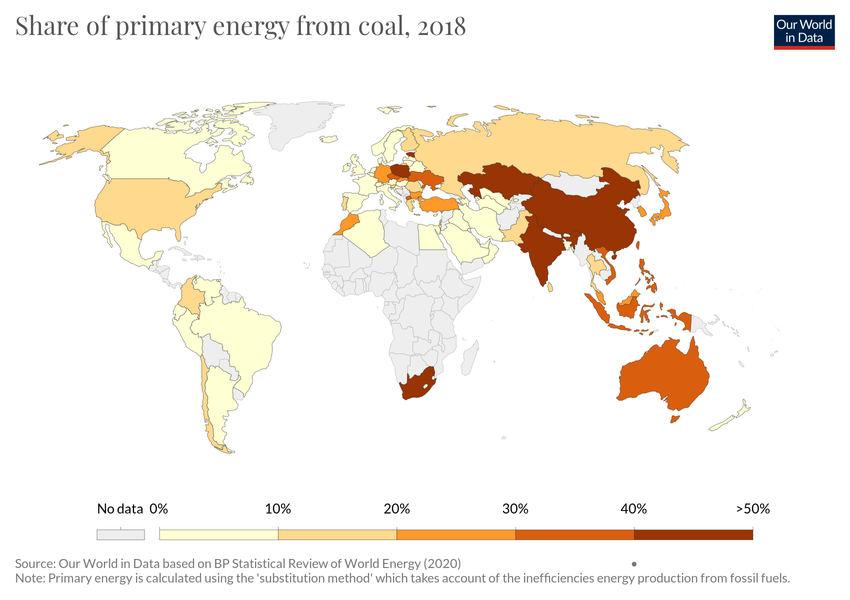 Share of primary energy from coal, 2018
Our World
in Data
No data 0% 10% 20% 30% 40% >50%
Source: Our World in Data based on BP Statistical Review of World Energy (2020)
Note: Primary energy is calculated using the 'substitution method' which takes account of the inefficiencies energy production from fossil fuels.